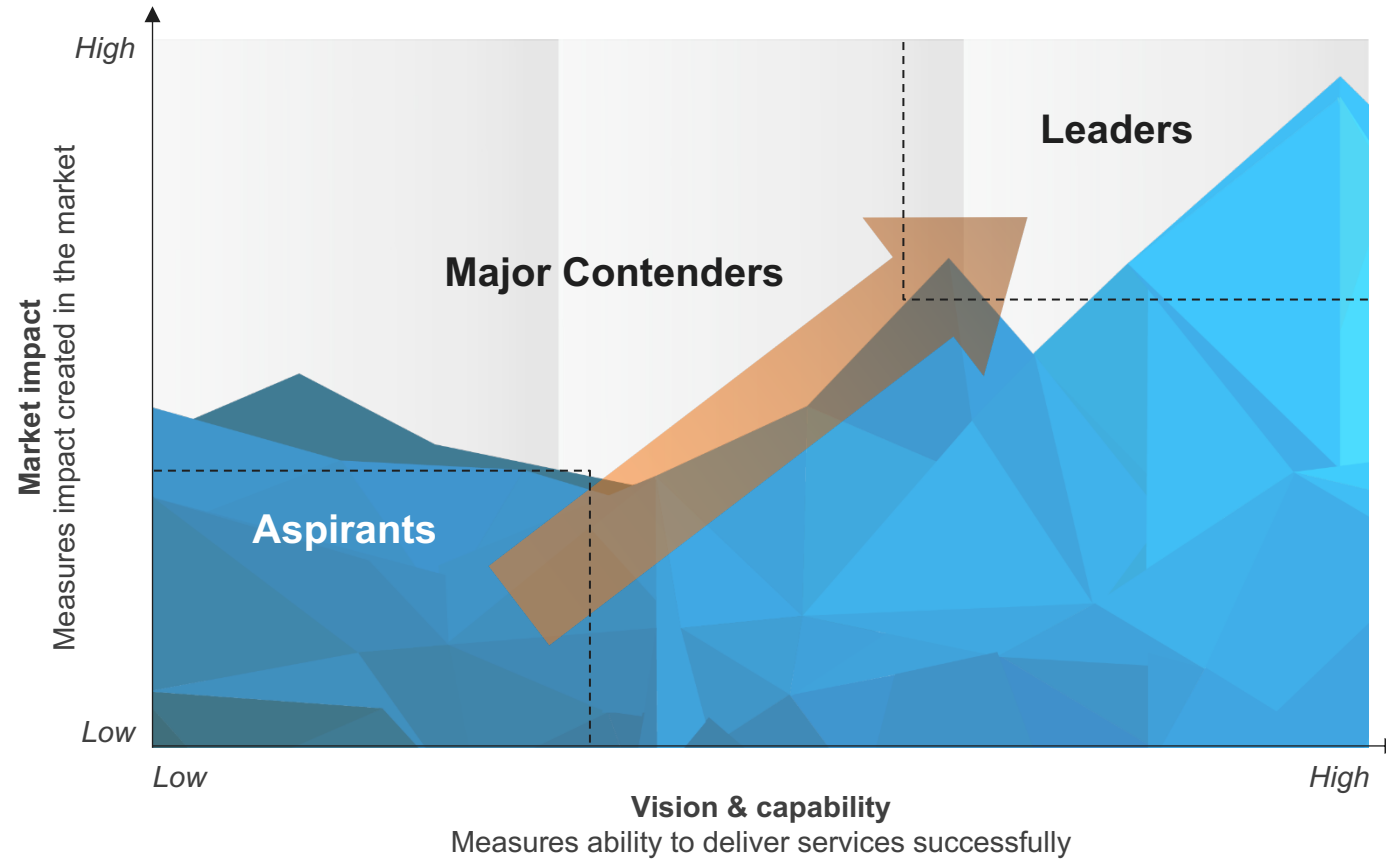 High
Leaders
Major Contenders
Market impact
Measures impact created in the market
Aspirants
Low
Low
High
Vision & capability
Measures ability to deliver services successfully